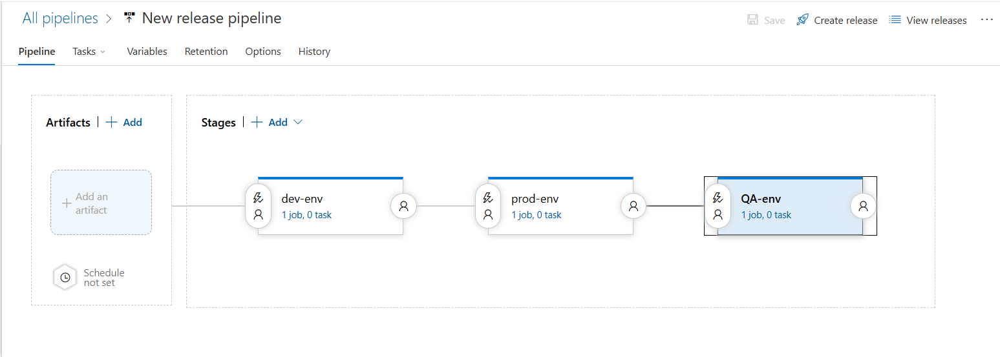 All pipelines > New release pipeline
Save Create release View releases ...
Pipeline Tasks Variables Retention Options History
Artifacts | + Add
Stages | + Add
+ Add an
artifact
Schedule
not set
dev-env
1 job, 0 task
prod-env
1 job, 0 task
QA-env
1 job, 0 task